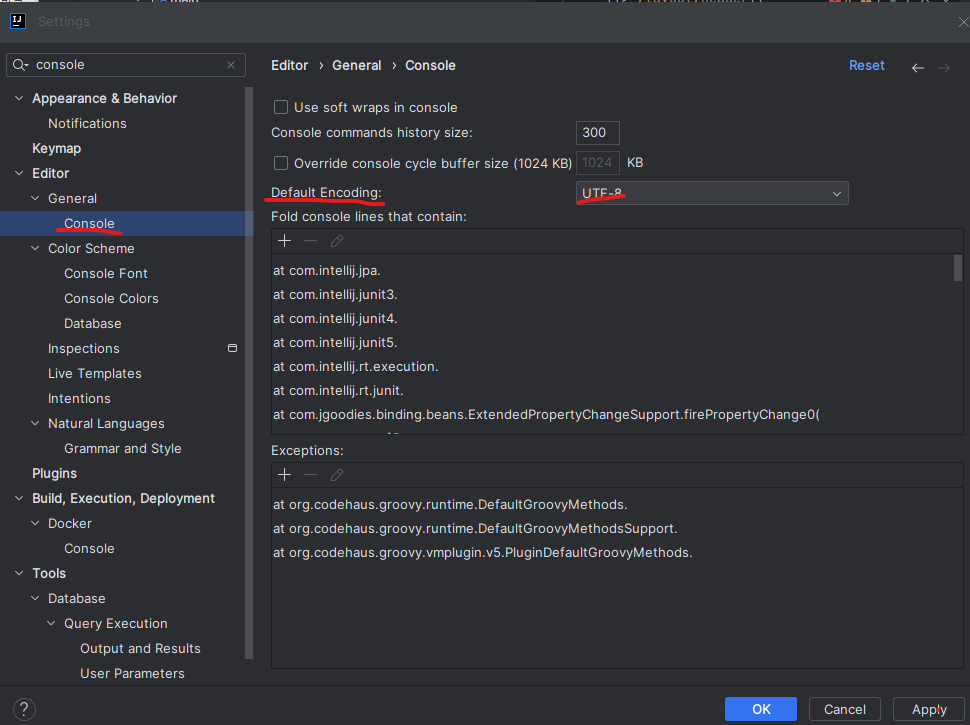 Settings
console
Editor › General › Console
Reset
Appearance & Behavior
Notifications
Keymap
Editor
General
Console
Color Scheme
Console Font
Console Colors
Database
Inspections
Live Templates
Intentions
Natural Languages
Grammar and Style
Plugins
Build, Execution, Deployment
Docker
Console
Tools
Database
Query Execution
Output and Results
User Parameters
Use soft wraps in console
Console commands history size: 300
Override console cycle buffer size (1024 KB) 1024 KB
Default Encoding: UTF-8
Fold console lines that contain:
at com.intellij.jpa.
at com.intellij.junit3.
at com.intellij.junit4.
at com.intellij.junit5.
at com.intellij.rt.execution.
at com.intellij.rt.junit.
at com.jgoodies.binding.beans.ExtendedPropertyChangeSupport.firePropertyChange0(
Exceptions:
at org.codehaus.groovy.runtime.DefaultGroovyMethods.
at org.codehaus.groovy.runtime.DefaultGroovyMethodsSupport.
at org.codehaus.groovy.vmplugin.v5.PluginDefaultGroovyMethods.
?
OK
Cancel
Apply